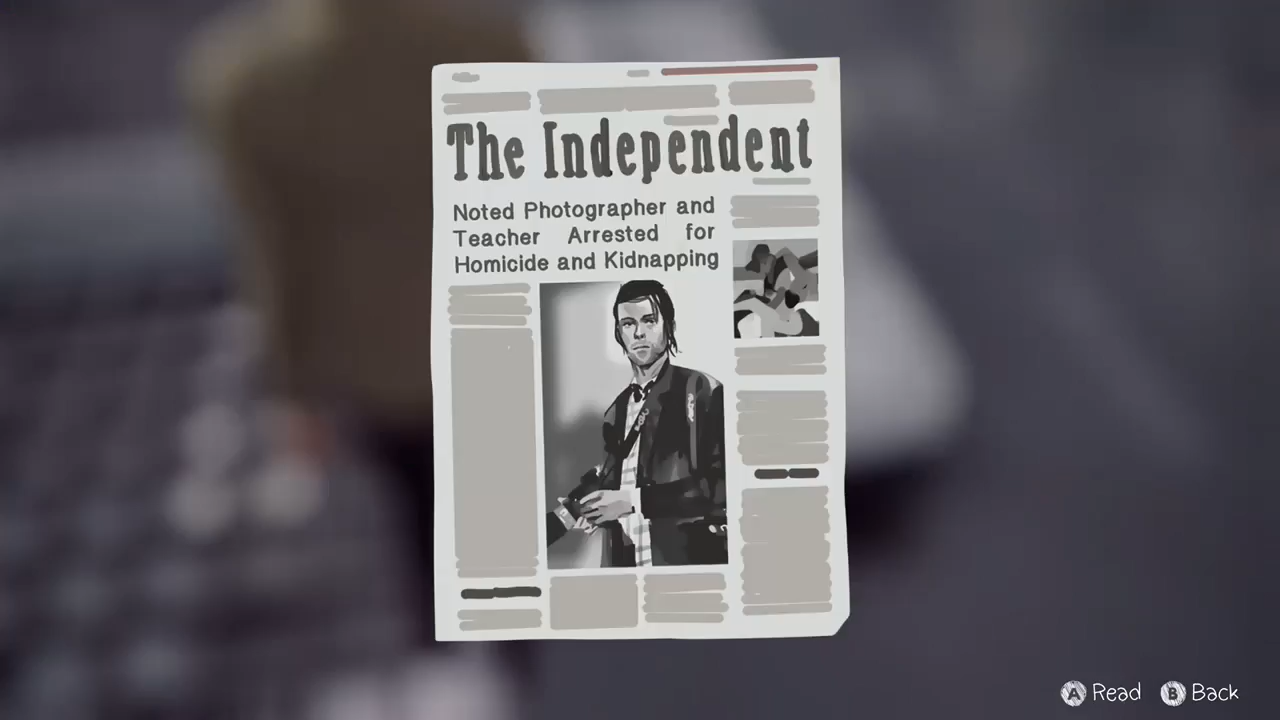 The Independent
Noted Photographer and
Teacher Arrested for
Homicide and Kidnapping
A Read B Back